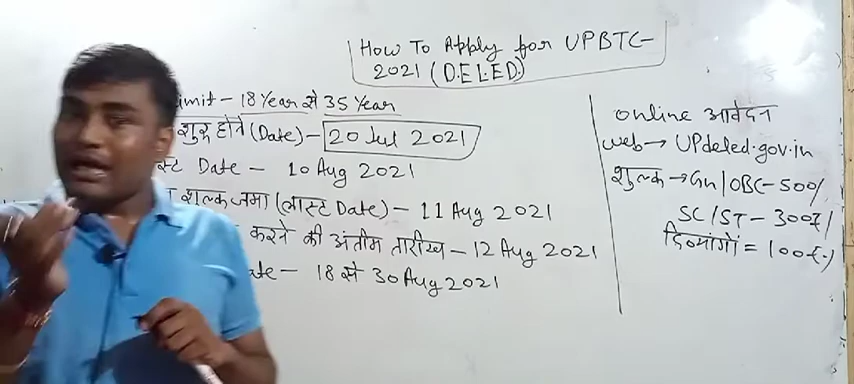 How To Apply for UPBTC-
2021 (D.EL.ED)
imit - 18 Year से 35 Year
शुरू होने (Date) - 20 Jul 2021
Date - 10 Aug 2021
शुल्क जमा (लास्ट Date) - 11 Aug 2021
करने की अंतीम तारीख - 12 Aug 2021
ate - 18 से 30 Aug 2021
online आवेदन
web → UPdeled.gov.in
शुल्क → Gn/OBC - 500/
SC/ST - 300₹/
दिव्यांगों = 100₹/